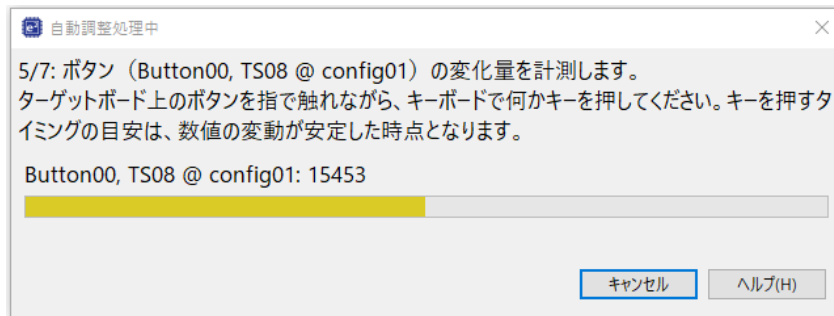 自動調整処理中
5/7: ボタン（Button00, TS08 @ config01）の変化量を計測します。
ターゲットボード上のボタンを指で触れながら、キーボードで何かキーを押してください。キーを押すタ
イミングの目安は、数値の変動が安定した時点となります。
Button00, TS08 @ config01: 15453
キャンセル
ヘルプ(H)